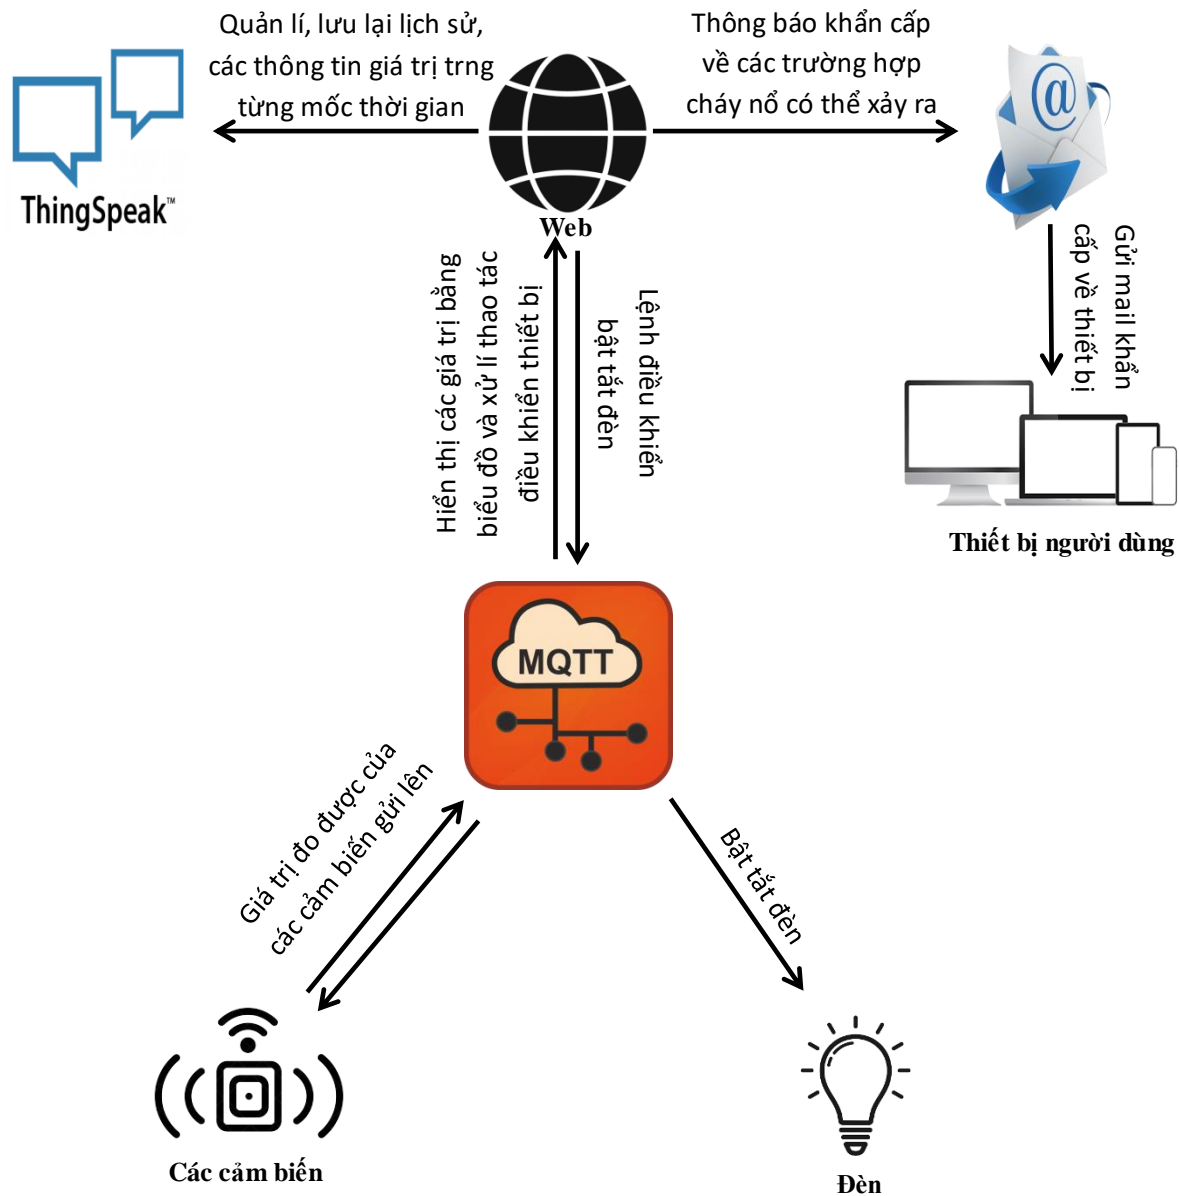 Quản lí, lưu lại lịch sử,
các thông tin giá trị trng
từng mốc thời gian
Thông báo khẩn cấp
về các trường hợp
cháy nổ có thể xảy ra
@
ThingSpeak™
Web
Hiển thị các giá trị bằng
biểu đồ và xử lí thao tác
điều khiển thiết bị
Lệnh điều khiển
bật tắt đèn
Gửi mail khẩn
cấp về thiết bị
Thiết bị người dùng
MQTT
Giá trị đo được của
các cảm biến gửi lên
Bật tắt đèn
Các cảm biến
Đèn